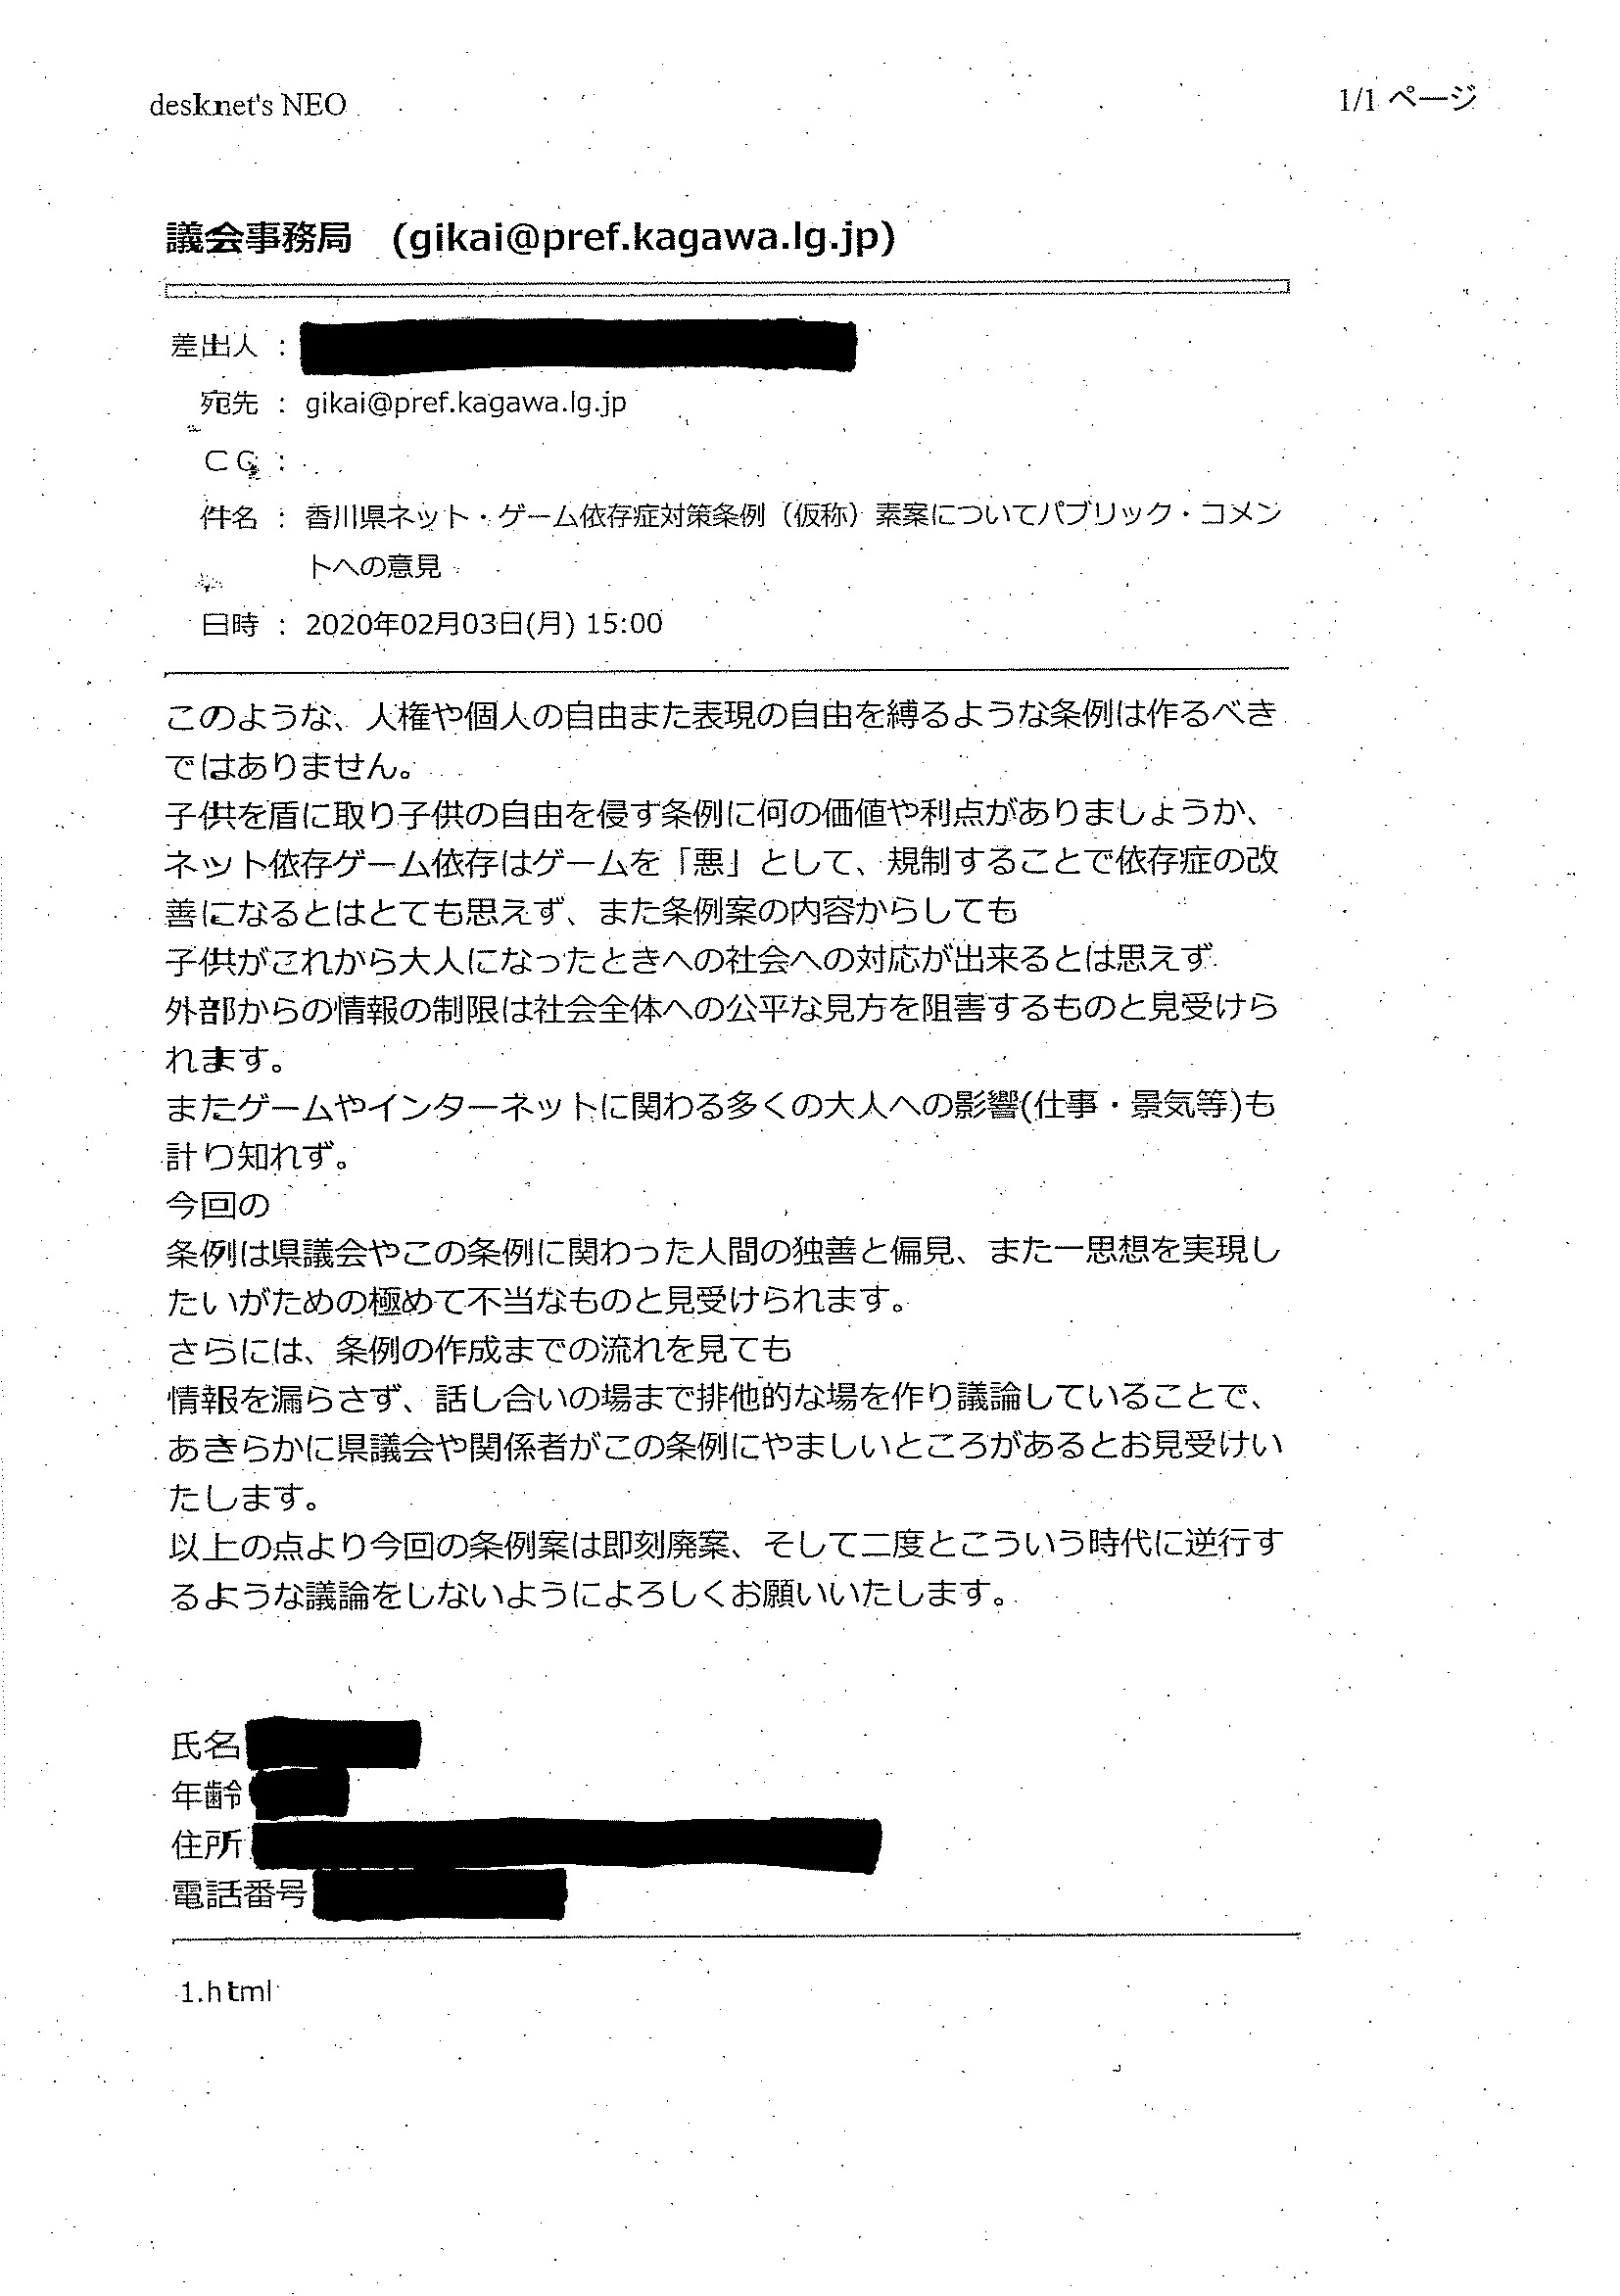 desknet's NEO
1/1 ページ
議会事務局 (gikai@pref.kagawa.lg.jp)
差出人 :
宛先 : gikai@pref.kagawa.lg.jp
CC :
件名 : 香川県ネット・ゲーム依存症対策条例（仮称）素案についてパブリック・コメン
トへの意見
日時 : 2020年02月03日(月) 15:00
このような、人権や個人の自由また表現の自由を縛るような条例は作るべき
ではありません。
子供を盾に取り子供の自由を侵す条例に何の価値や利点がありましょうか、
ネット依存ゲーム依存はゲームを「悪」として、規制することで依存症の改
善になるとはとても思えず、また条例案の内容からしても
子供がこれから大人になったときへの社会への対応が出来るとは思えず
外部からの情報の制限は社会全体への公平な見方を阻害するものと見受けら
れます。
またゲームやインターネットに関わる多くの大人への影響(仕事・景気等)も
計り知れず。
今回の
条例は県議会やこの条例に関わった人間の独善と偏見、また一思想を実現し
たいがための極めて不当なものと見受けられます。
さらには、条例の作成までの流れを見ても
情報を漏らさず、話し合いの場まで排他的な場を作り議論していることで、
あきらかに県議会や関係者がこの条例にやましいところがあるとお見受けい
たします。
以上の点より今回の条例案は即刻廃案、そして二度とこういう時代に逆行す
るような議論をしないようによろしくお願いいたします。
氏名
年齢
住所
電話番号
1.html